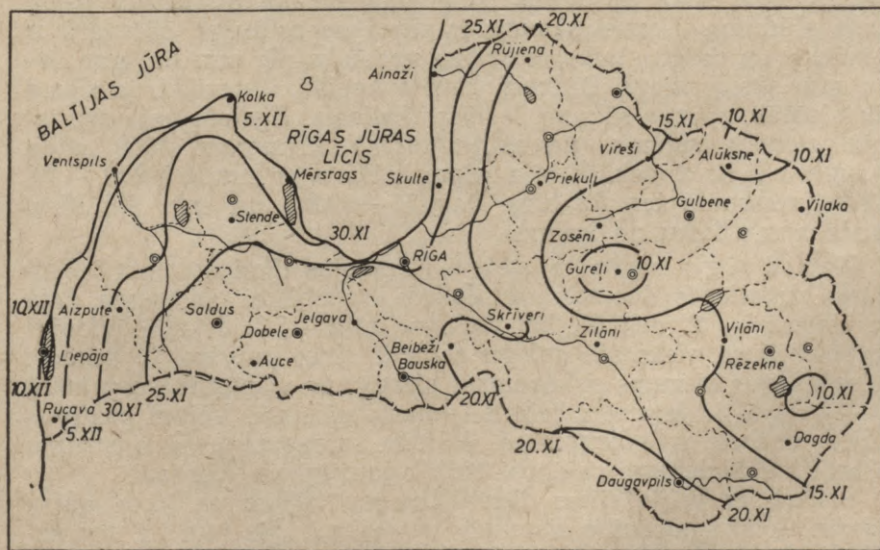 25.XI
20.XI
Rūjiena
BALTIJAS JŪRA
Ainaži
Kolka
5.XII
RĪGAS JŪRAS
LĪCIS
15.XI
10.XI
Vireši
Alūksne
10.XI
Ventspils
Mērsrags
Skulte
Priekuļi
Stende
Gulbene
Viļaka
Zosēni
30.XI
RĪGA
Gureļi
10.XI
10.XII
Aizpute
Saldus
Dobele
Jelgava
Skrīveri
Zīlāni
Viļāni
Liepāja
Beibeži
Bauska
Auce
Rēzekne
10.XII
10.XI
Rucava
30.XI
25.XI
20.XI
5.XII
20.XI
Dagda
Daugavpils
15.XI
20.XI